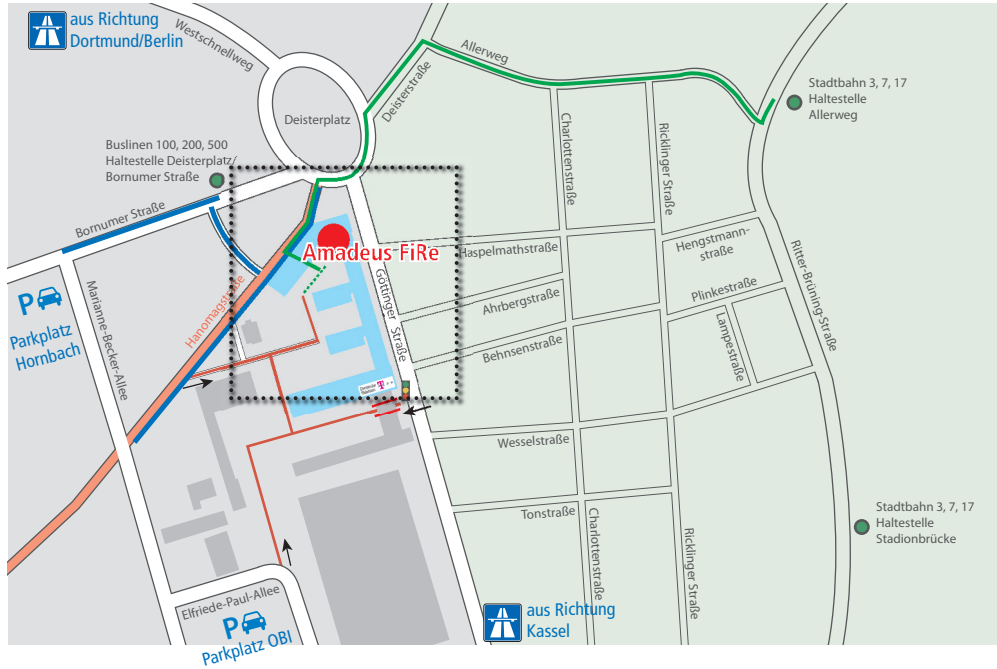 aus Richtung
Dortmund/Berlin
Westschnellweg
Allerweg
Deisterstraße
Deisterplatz
Stadtbahn 3, 7, 17
Haltestelle
Allerweg
Buslinen 100, 200, 500
Haltestelle Deisterplatz/
Bornumer Straße
Charlottenstraße
Ricklinger Straße
Bornumer Straße
Amadeus FiRe
Haspelmathstraße
Hengstmann-
straße
Ritter-Brüning-Straße
Göttinger Straße
Marianne-Becker-Allee
Hanomagstraße
P
Parkplatz
Hornbach
Ahrbergstraße
Plinkestraße
Lampestraße
Behnsenstraße
T
Wesselstraße
Tonstraße
Charlottenstraße
Ricklinger Straße
Stadtbahn 3, 7, 17
Haltestelle
Stadionbrücke
Elfriede-Paul-Allee
P
Parkplatz OBI
aus Richtung
Kassel